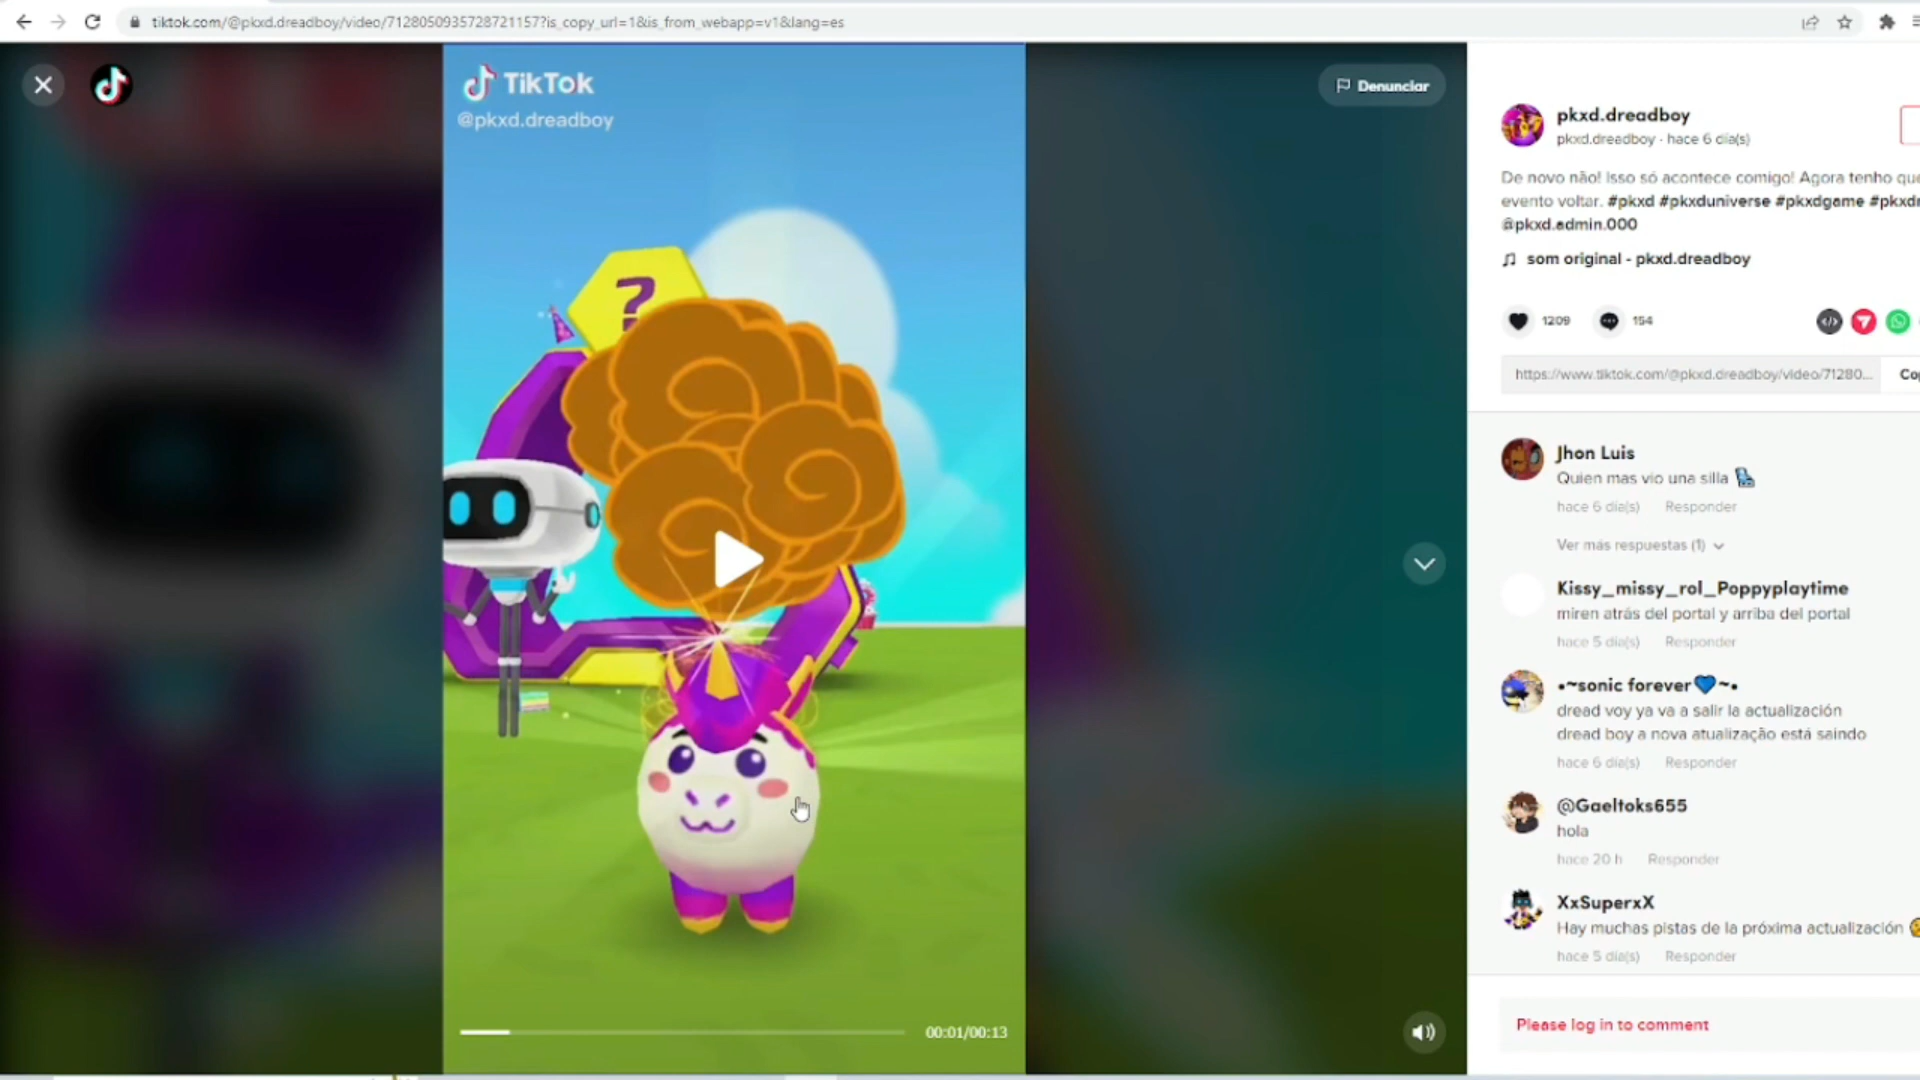 tiktok.com/@pkxd.dreadboy/video/7128050935728721157?is_copy_url=1&is_from_webapp=v1&lang=es
TikTok
@pkxd.dreadboy
Denunciar
?
00:01/00:13
pkxd.dreadboy
pkxd.dreadboy · hace 6 día(s)
De novo não! Isso só acontece comigo! Agora tenho que
evento voltar. #pkxd #pkxduniverse #pkxdgame
@pkxd.admin.000
som original - pkxd.dreadboy
1209
154
https://www.tiktok.com/@pkxd.dreadboy/video/71280...
Jhon Luis
Quien mas vio una silla
hace 6 día(s) Responder
Ver más respuestas (1)
Kissy_missy_rol_Poppyplaytime
miren atrás del portal y arriba del portal
hace 5 día(s) Responder
•~sonic forever💙~•
dread voy ya va a salir la actualización
dread boy a nova atualização está saindo
hace 6 día(s) Responder
@Gaeltoks655
hola
hace 20 h Responder
XxSuperxX
Hay muchas pistas de la próxima actualización
hace 5 día(s) Responder
Please log in to comment